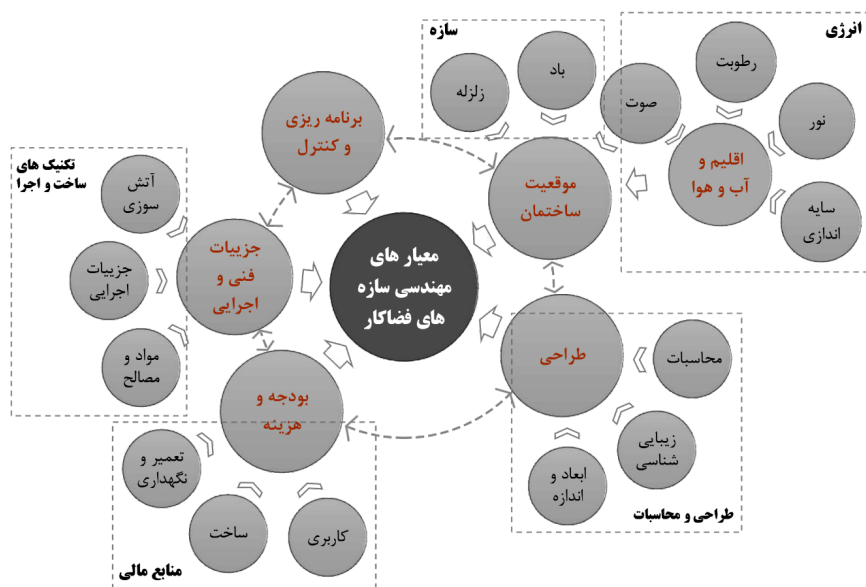 انرژی
سازه
رطوبت
باد
زلزله
صوت
نور
برنامه ریزی
و کنترل
اقلیم و
آب و هوا
موقعیت
ساختمان
سایه
اندازی
تکنیک های
ساخت و اجرا
آتش
سوزی
جزییات
فنی و
اجرایی
جزییات
اجرایی
معیار های
مهندسی سازه
های فضاکار
مواد و
مصالح
طراحی
محاسبات
زیبایی
شناسی
ابعاد و
اندازه
طراحی و محاسبات
بودجه و
هزینه
تعمیر و
نگهداری
ساخت
کاربری
منابع مالی